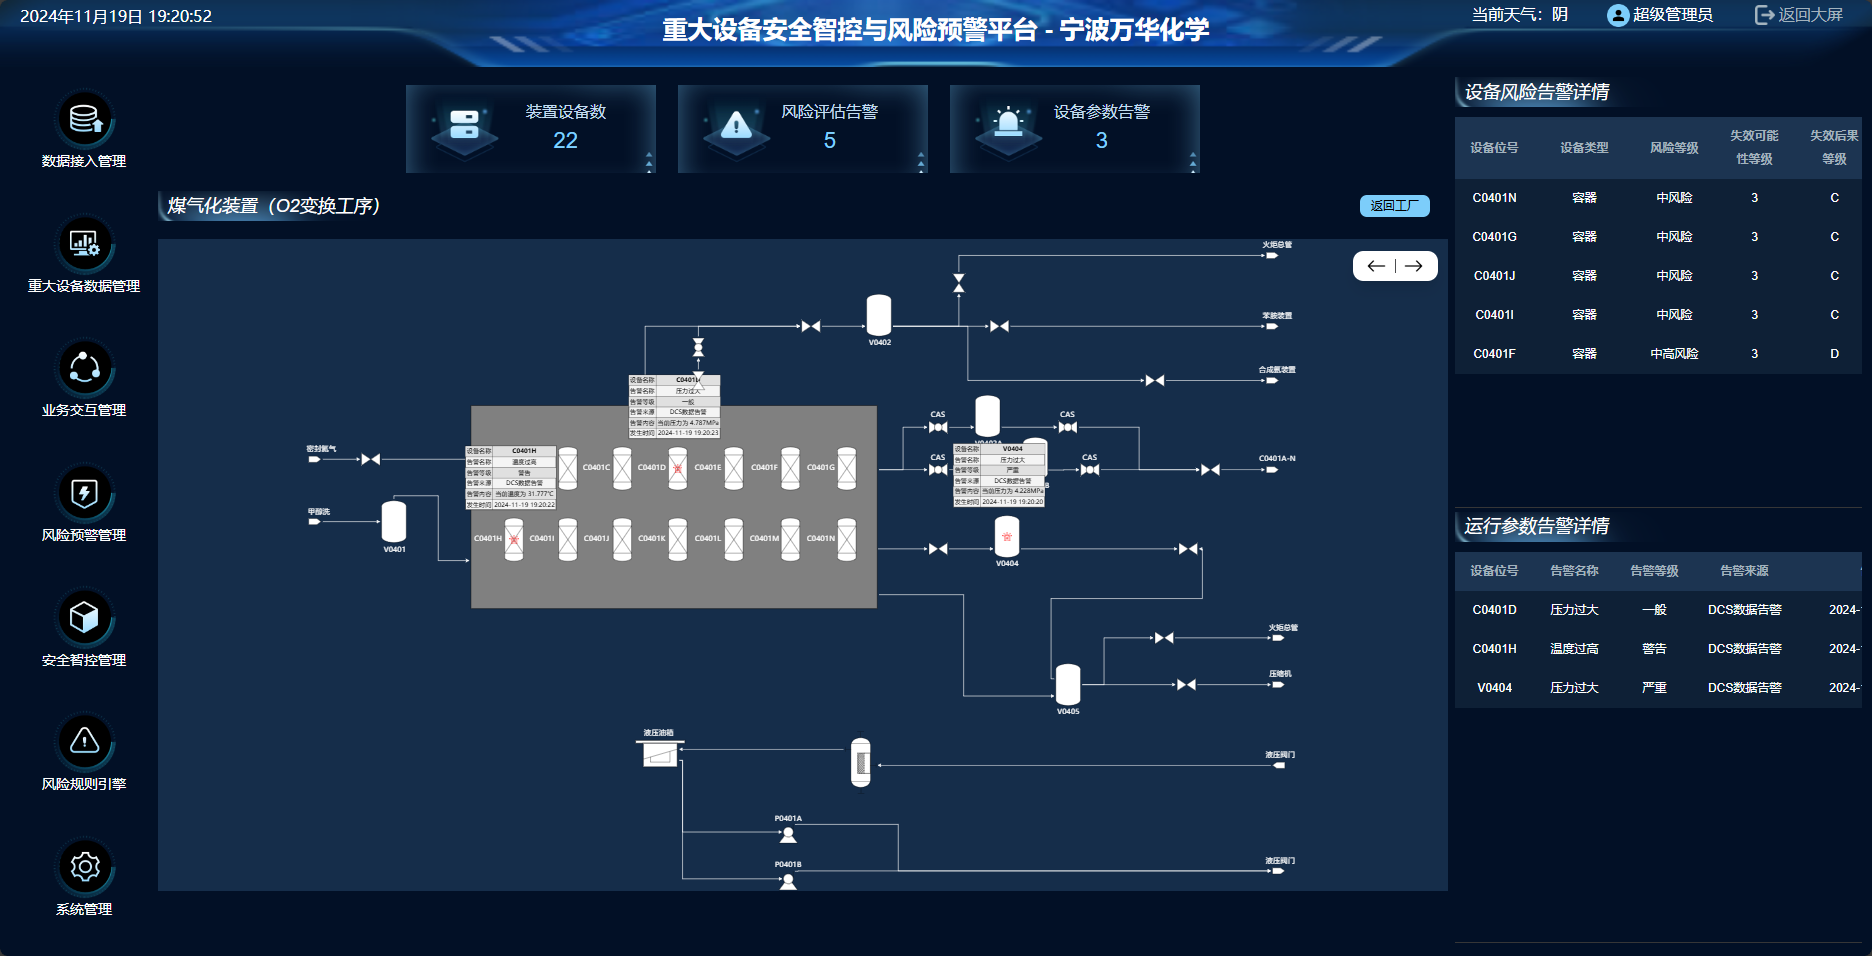 2024年11月19日 19:20:52
重大设备安全智控与风险预警平台 - 宁波万华化学
当前天气: 阴
超级管理员
返回大屏
数据接入管理
重大设备数据管理
业务交互管理
风险预警管理
安全智控管理
风险规则引擎
系统管理
装置设备数
22
风险评估告警
5
设备参数告警
3
煤气化装置（O2变换工序）
返回工厂
火炬总管
苯胺装置
V0402
合成氨装置
设备名称 C0401D
告警名称 压力过大
告警等级 一般
告警来源 DCS数据告警
告警内容 当前压力为 4.787MPa
发生时间 2024-11-19 19:20:23
CAS
CAS
密封氮气
设备名称 C0401H
告警名称 温度过高
告警等级 警告
告警来源 DCS数据告警
告警内容 当前温度为 31.777℃
发生时间 2024-11-19 19:20:22
C0401C
C0401D
C0401E
C0401F
C0401G
CAS
设备名称 V0404
告警名称 压力过大
告警等级 严重
告警来源 DCS数据告警
告警内容 当前压力为 4.228MPa
发生时间 2024-11-19 19:20:20
CAS
C0401A-N
甲醇洗
V0401
C0401H
C0401I
C0401J
C0401K
C0401L
C0401M
C0401N
V0404
火炬总管
压缩机
V0405
液压油箱
液压阀门
P0401A
P0401B
液压阀门
设备风险告警详情
设备位号 设备类型 风险等级 失效可能性等级 失效后果等级
C0401N 容器 中风险 3 C
C0401G 容器 中风险 3 C
C0401J 容器 中风险 3 C
C0401I 容器 中风险 3 C
C0401F 容器 中高风险 3 D
运行参数告警详情
设备位号 告警名称 告警等级 告警来源
C0401D 压力过大 一般 DCS数据告警 2024-
C0401H 温度过高 警告 DCS数据告警 2024-
V0404 压力过大 严重 DCS数据告警 2024-